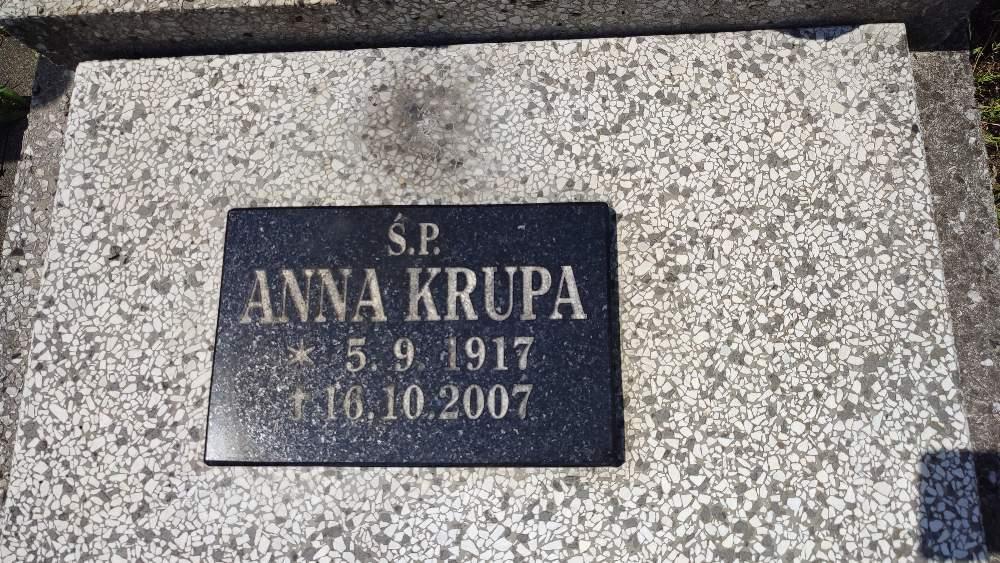 Ś.P.
ANNA KRUPA
* 5.9.1917
† 16.10.2007